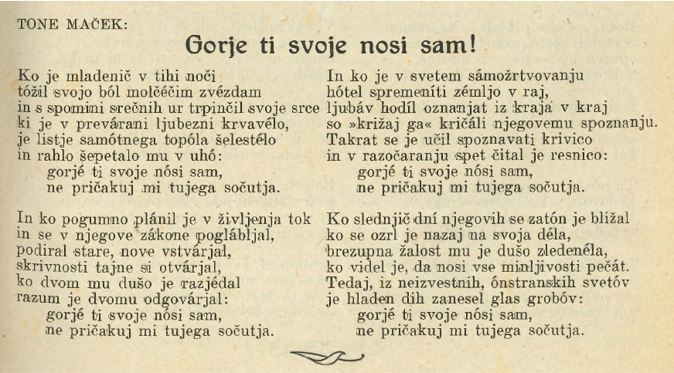 TONE MAČEK:
Gorje ti svoje nosi sam!
Ko je mladenič v tihi noči
tóžil svojo ból molčéčim zvézdam
in s spomini srečnih ur trpinčil svoje srce
ki je v prevárani ljubezni krvavélo,
je listje samótnega topóla šelestélo
in rahlo šepetalo mu v uhó:
gorjé ti svoje nósi sam,
ne pričakuj mi tujega sočutja.
In ko pogumno plánil je v življenja tok
in se v njegove zákone poglábljal,
podiral stare, nove vstvárjal,
skrivnosti tajne si otvárjal,
ko dvom mu dušo je razjédal
razum je dvomu odgovárjal:
gorjé ti svoje nósi sam,
ne pričakuj mi tujega sočutja.
In ko je v svetem sámožrtvovanju
hótel spremeníti zémljo v raj,
ljubáv hodíl oznanjat iz kraja v kraj
so »križaj ga« kričáli njegovemu spoznanju.
Takrat se je učil spoznavati krivico
in v razočaranju spet čital je resnico:
gorjé ti svoje nósi sam,
ne pričakuj mi tujega sočutja.
Ko slednjič dní njegovih se zatón je bližal
ko se ozrl je nazaj na svoja déla,
brezupna žalost mu je dušo zledenéla,
ko videl je, da nosi vse minljivosti pečát.
Tedaj, iz neizvestnih, ónstranskih svetóv
je hladen dih zanesel glas grobóv:
gorjé ti svoje nósi sam,
ne pričakuj mi tujega sočutja.